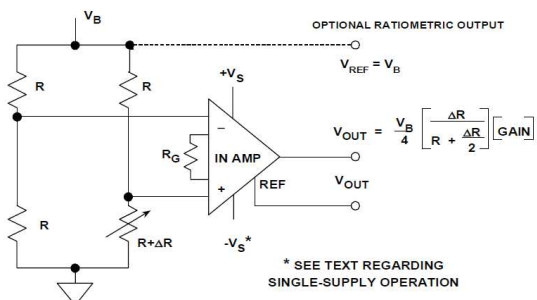 V_B
OPTIONAL RATIOMETRIC OUTPUT
V_REF = V_B
+V_S
R
R
−
R_G
IN AMP
V_OUT = V_B/4 [ΔR / (R + ΔR/2)] [GAIN]
REF
V_OUT
+
R
R+ΔR
-V_S*
* SEE TEXT REGARDING
SINGLE-SUPPLY OPERATION